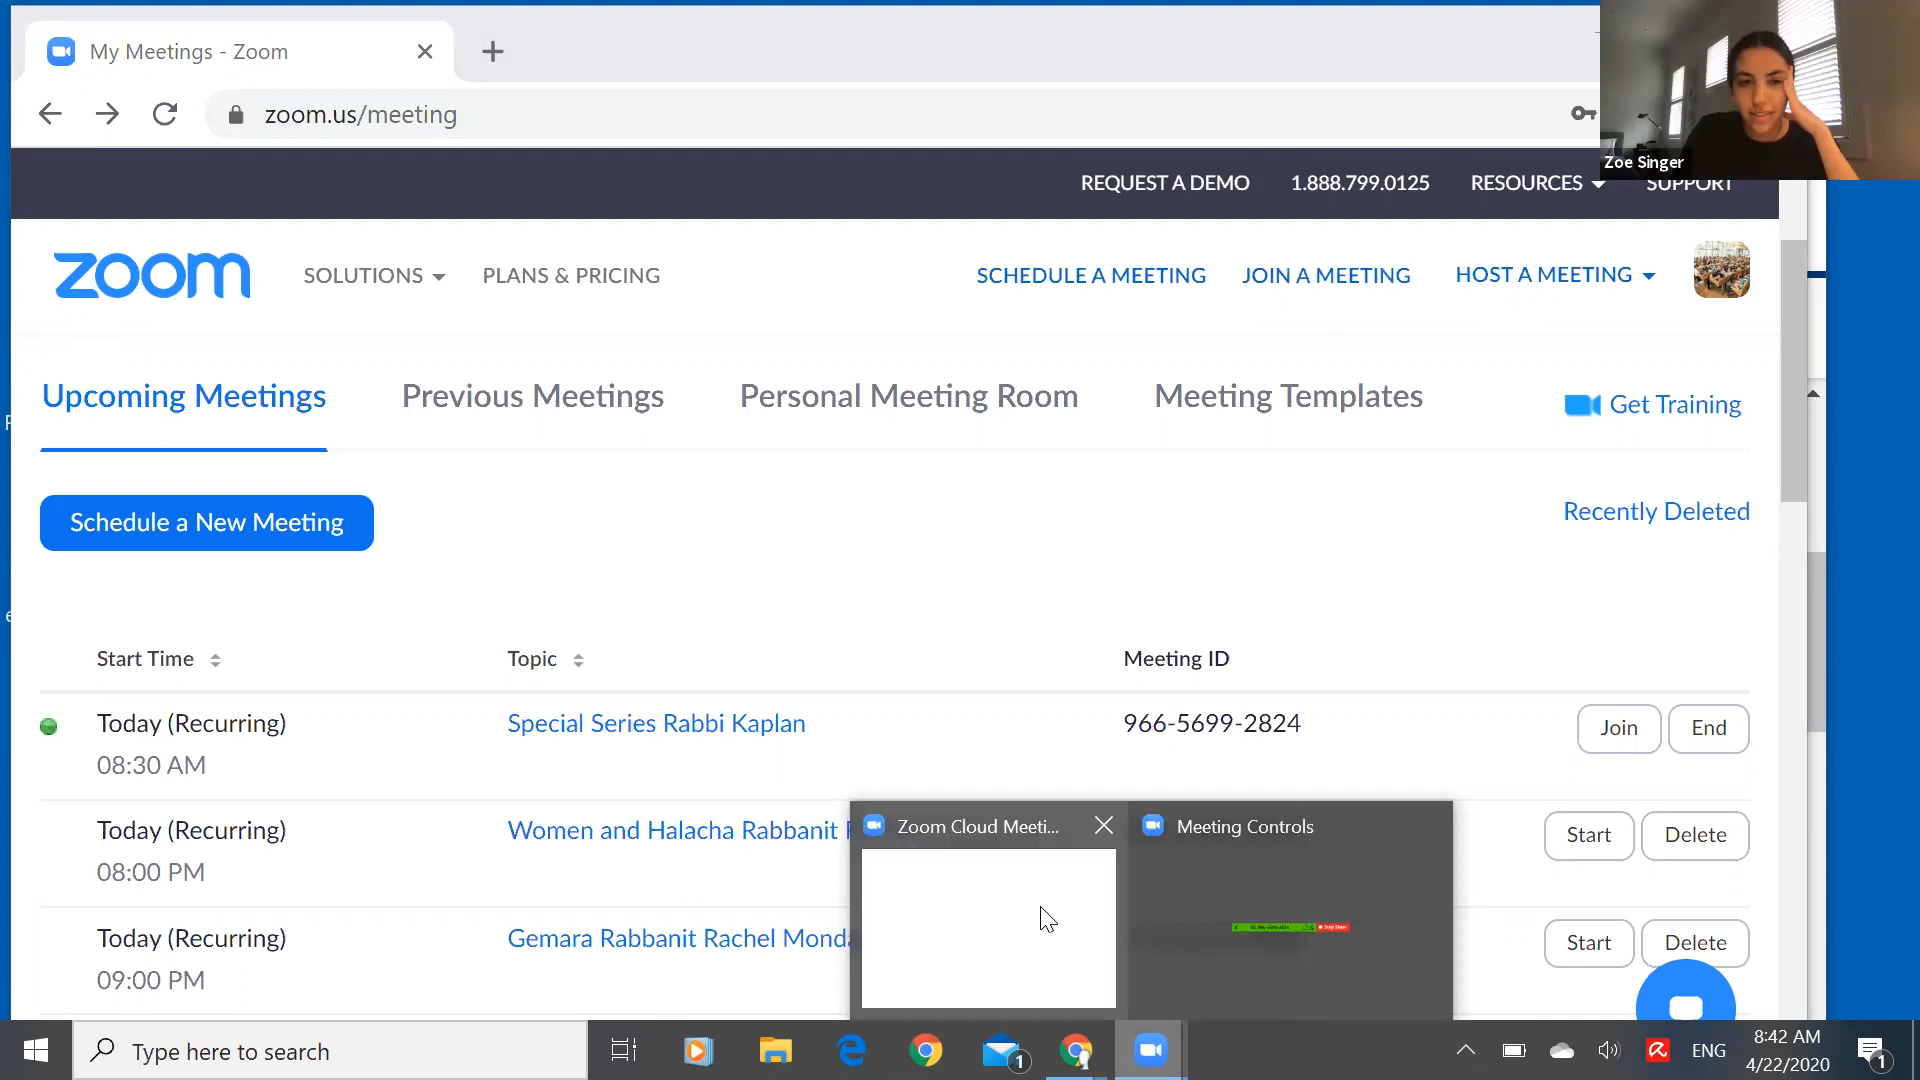 My Meetings - Zoom
zoom.us/meeting
Zoe Singer
REQUEST A DEMO 1.888.799.0125 RESOURCES SUPPORT
zoom SOLUTIONS PLANS & PRICING SCHEDULE A MEETING JOIN A MEETING HOST A MEETING
Upcoming Meetings Previous Meetings Personal Meeting Room Meeting Templates Get Training
Schedule a New Meeting Recently Deleted
Start Time Topic Meeting ID
Today (Recurring) Special Series Rabbi Kaplan 966-5699-2824 Join End
08:30 AM
Today (Recurring) Women and Halacha Rabbanit Start Delete
08:00 PM
Today (Recurring) Gemara Rabbanit Rachel Mond Start Delete
09:00 PM
Zoom Cloud Meeti... Meeting Controls
Stop Share
Type here to search 1 ENG 8:42 AM
4/22/2020 1